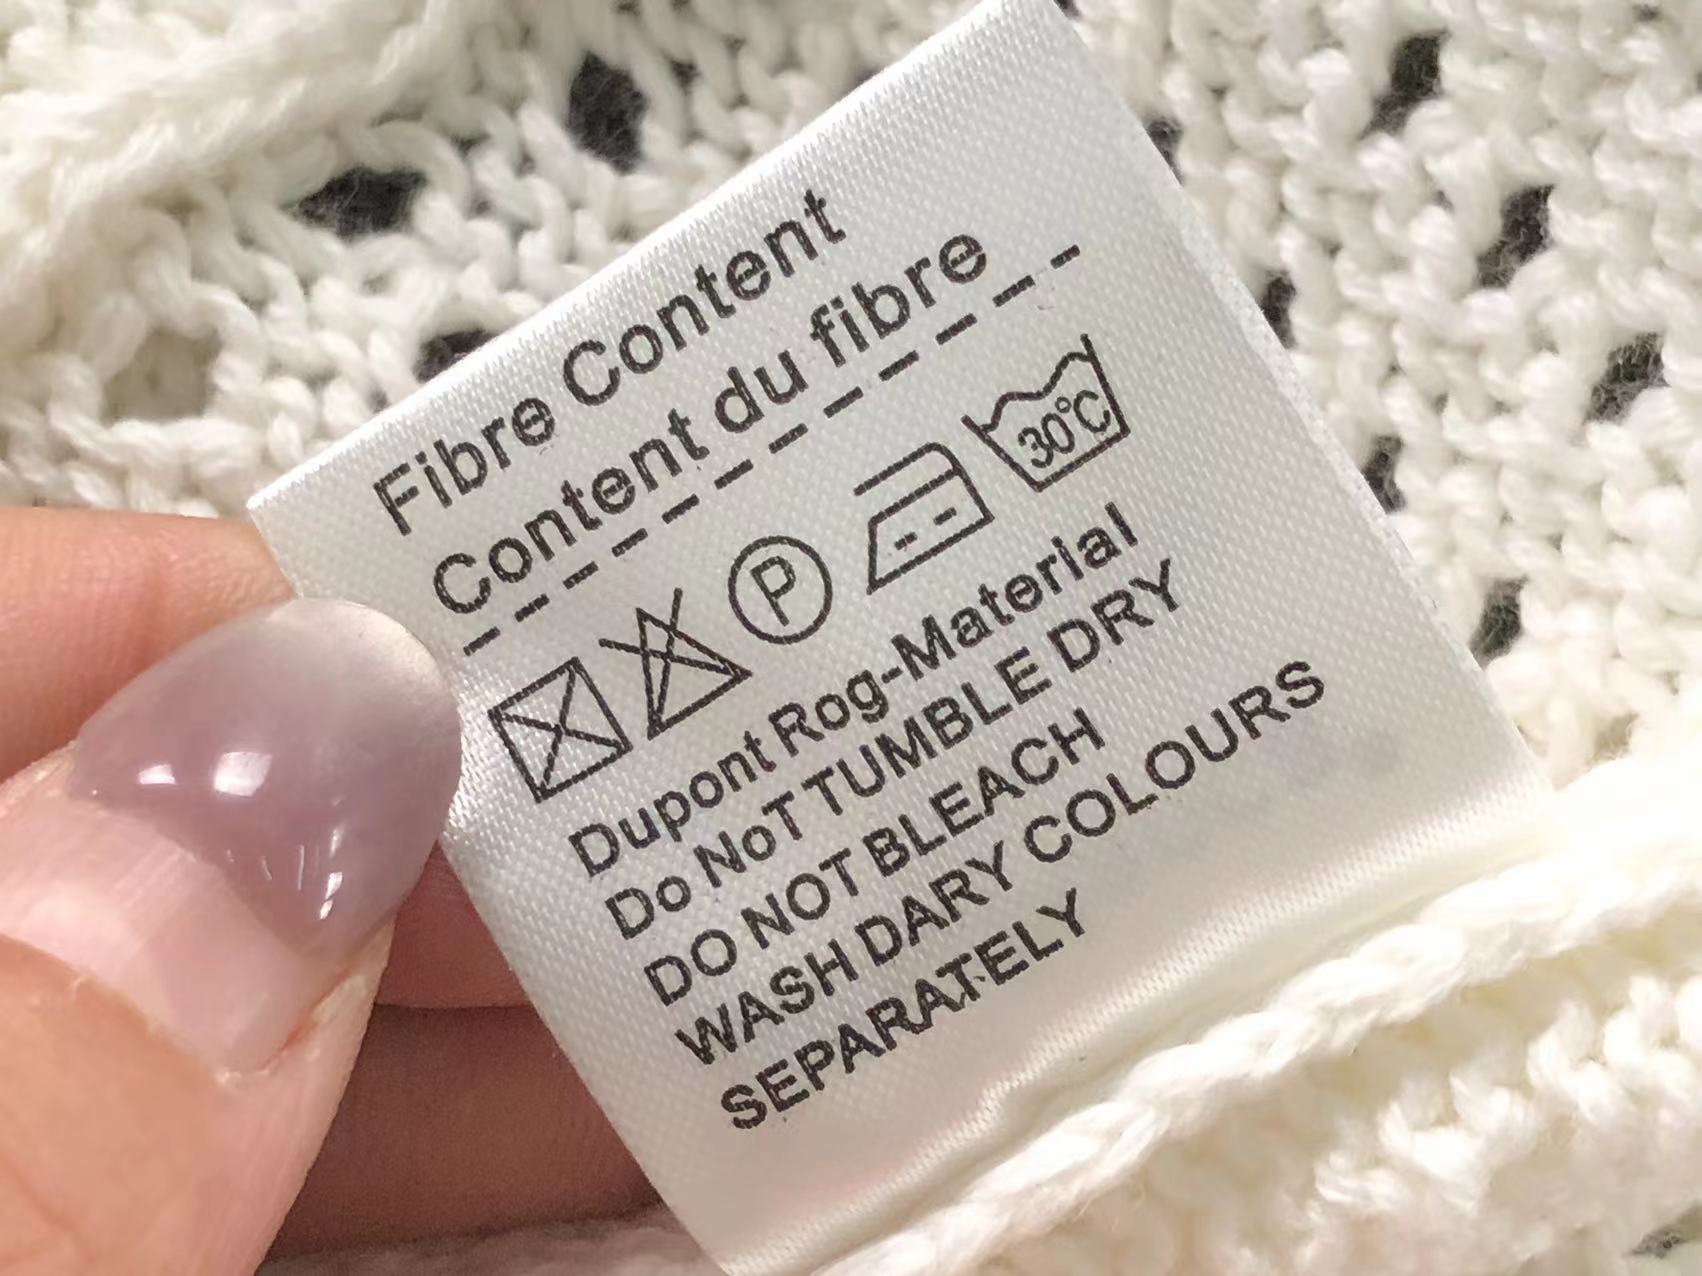 Fibre Content
Content du fibre
P
30°C
Dupont Rog-Material
Do NoT TUMBLE DRY
DO NOT BLEACH
WASH DARY COLOURS
SEPARATELY